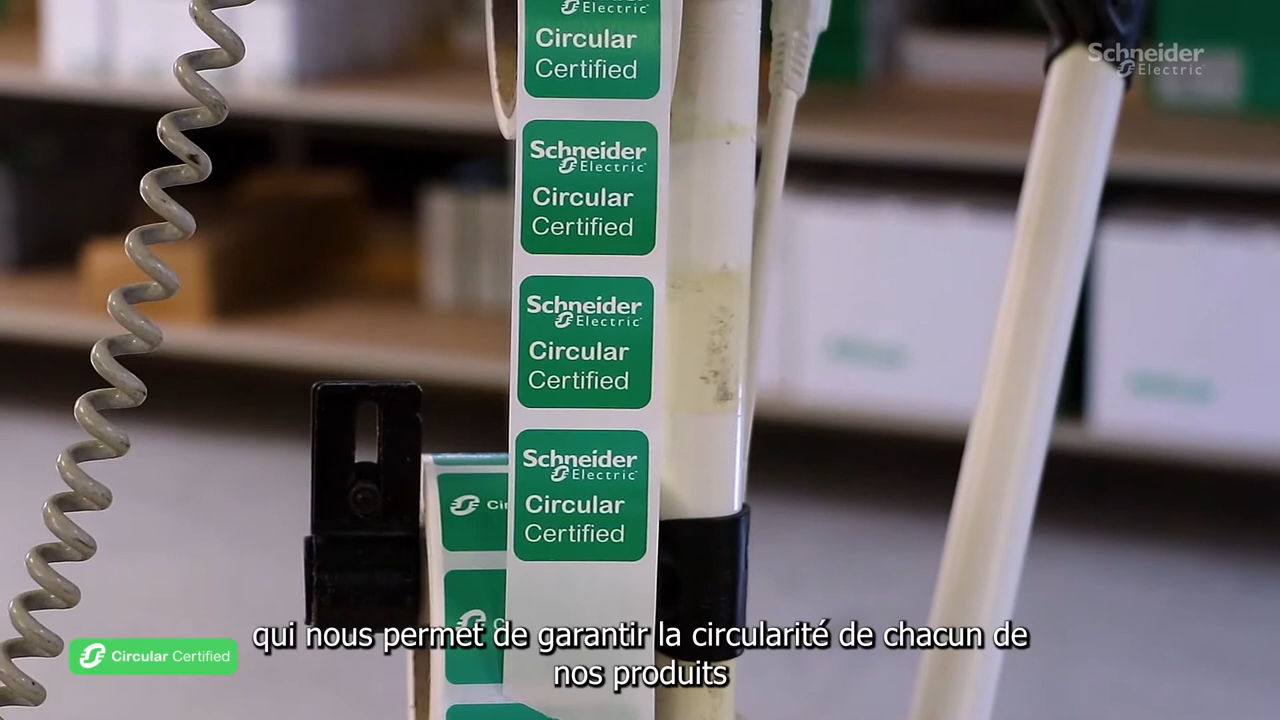 Electric
Circular
Certified
Schneider
Electric
Schneider
Electric
Circular
Certified
Schneider
Electric
Circular
Certified
Schneider
Electric
Circular
Certified
Circular Certified
qui nous permet de garantir la circularité de chacun de
nos produits